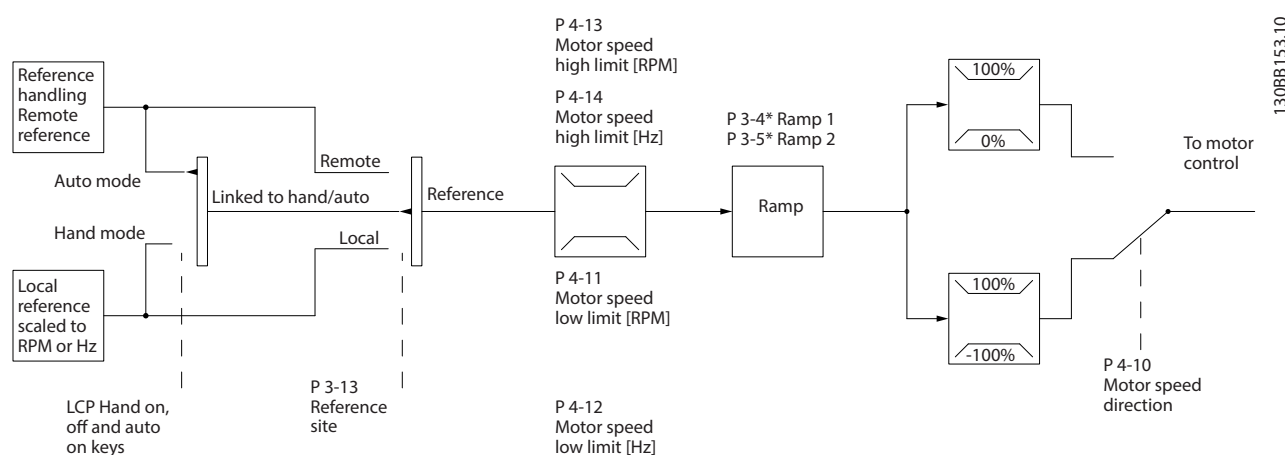 P 4-13
Motor speed
high limit [RPM]
P 4-14
Motor speed
high limit [Hz]
Reference
handling
Remote
reference
Auto mode
Hand mode
Local
reference
scaled to
RPM or Hz
Linked to hand/auto
Remote
Local
Reference
LCP Hand on,
off and auto
on keys
P 3-13
Reference
site
P 4-11
Motor speed
low limit [RPM]
P 4-12
Motor speed
low limit [Hz]
P 3-4* Ramp 1
P 3-5* Ramp 2
Ramp
100%
0%
100%
-100%
To motor
control
P 4-10
Motor speed
direction
130BB153.10